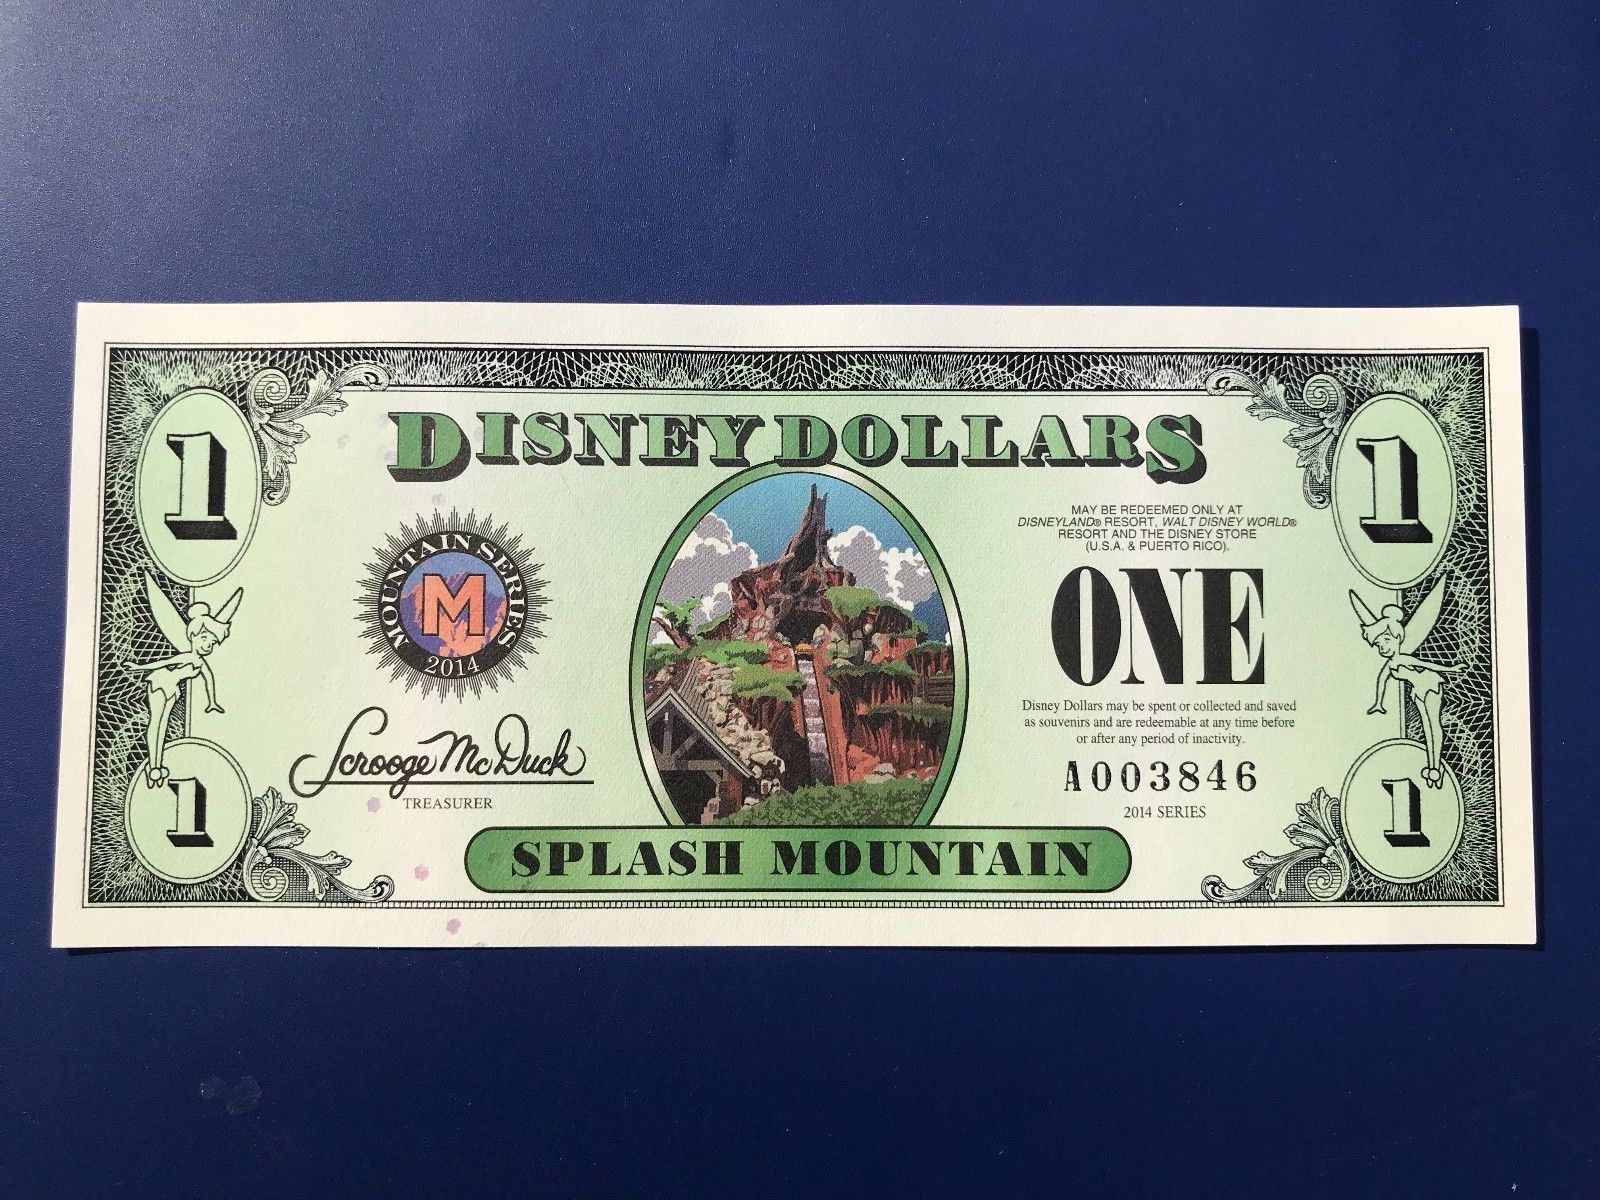 1
DISNEY DOLLARS
1
MAY BE REDEEMED ONLY AT
DISNEYLAND® RESORT, WALT DISNEY WORLD®
RESORT AND THE DISNEY STORE
(U.S.A. & PUERTO RICO).
MOUNTAIN SERIES
M
2014
ONE
Disney Dollars may be spent or collected and saved
as souvenirs and are redeemable at any time before
or after any period of inactivity.
Scrooge McDuck
TREASURER
A003846
2014 SERIES
1
1
SPLASH MOUNTAIN